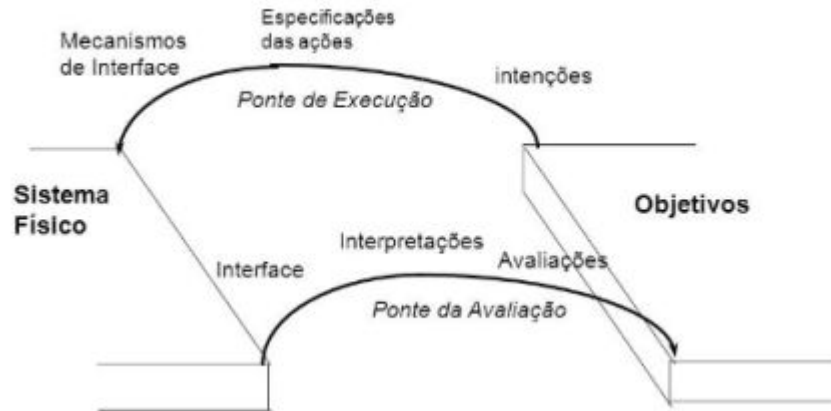 Especificações
das ações
Mecanismos
de Interface
intenções
Ponte de Execução
Sistema
Físico
Objetivos
Interpretações
Interface
Avaliações
Ponte da Avaliação